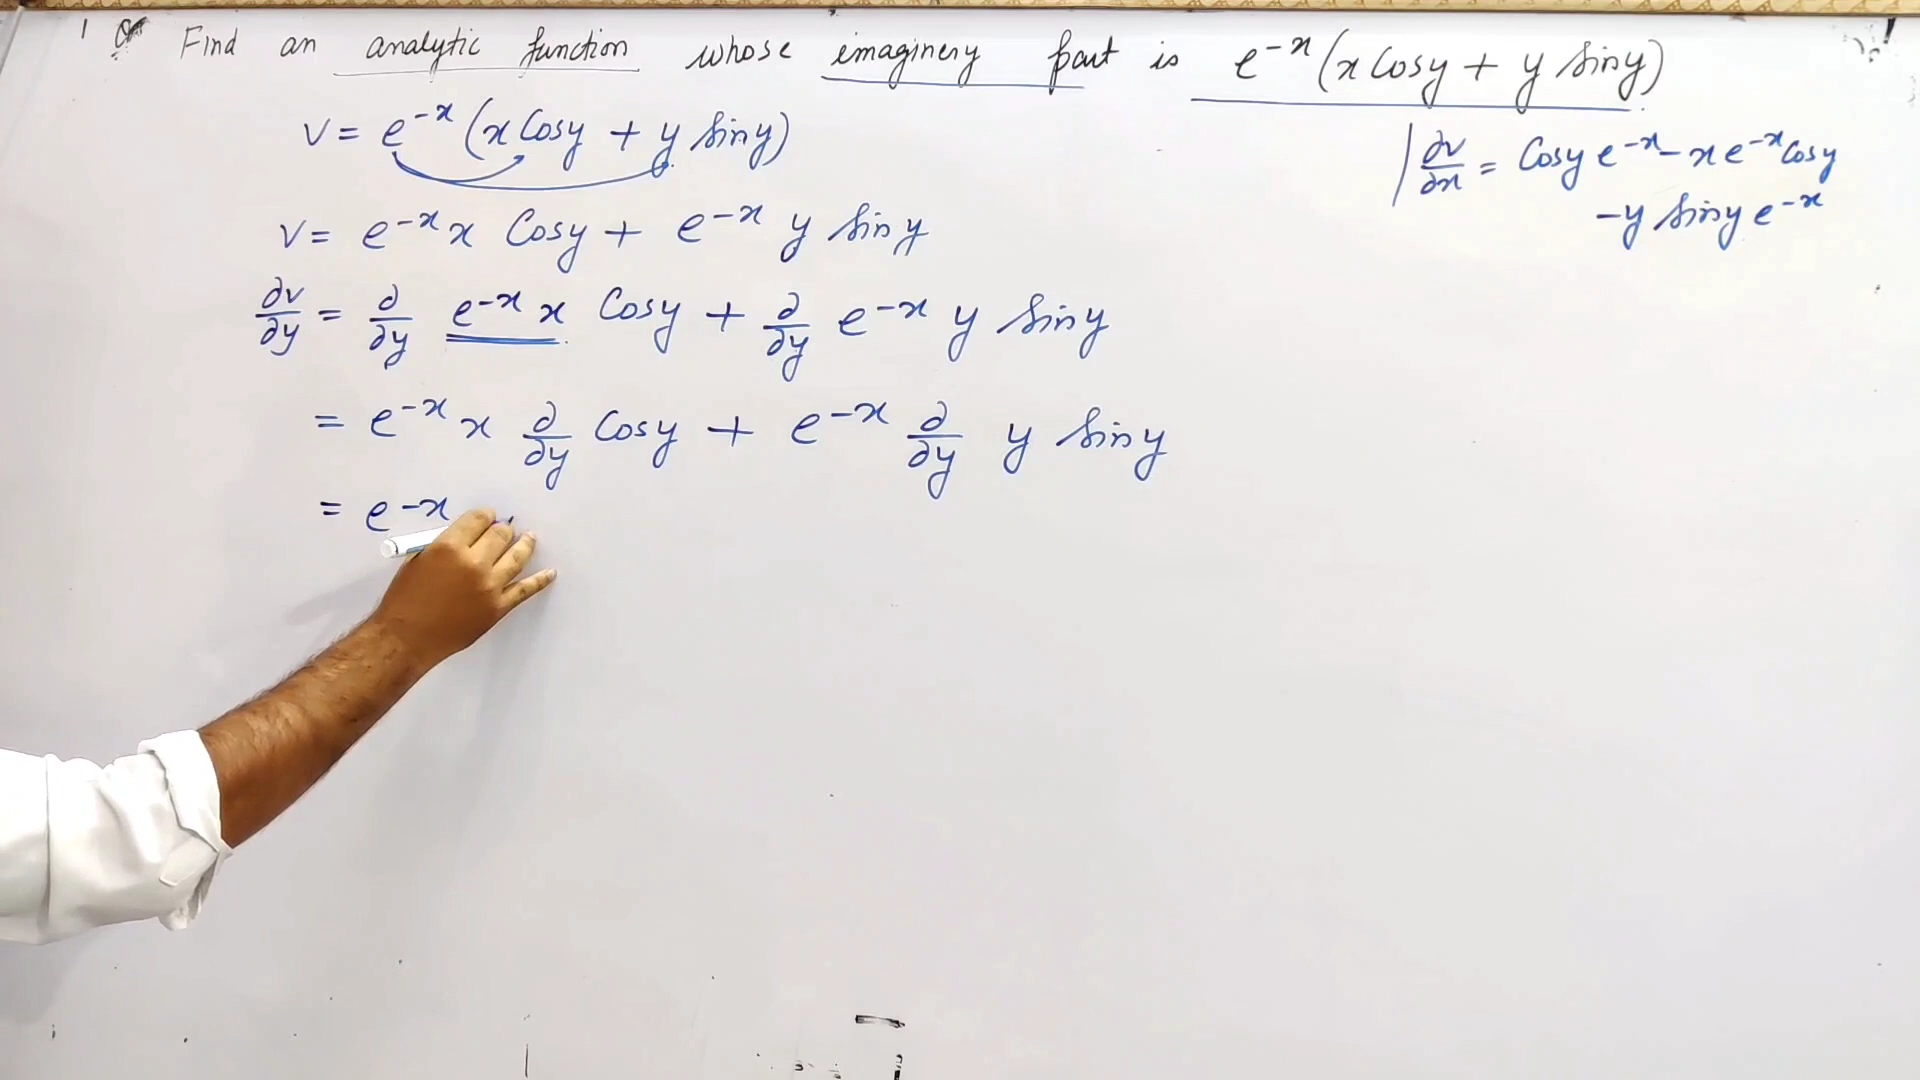 1 Q Find an analytic function whose imaginery part is e^{-x}(x Cosy + y Siny)
V = e^{-x}(x Cosy + y Siny)
V = e^{-x} x Cosy + e^{-x} y Siny
∂v/∂y = ∂/∂y e^{-x} x Cosy + ∂/∂y e^{-x} y Siny
= e^{-x} x ∂/∂y Cosy + e^{-x} ∂/∂y y Siny
= e^{-x}
∂v/∂x = Cosy e^{-x} - x e^{-x} Cosy
- y Siny e^{-x}